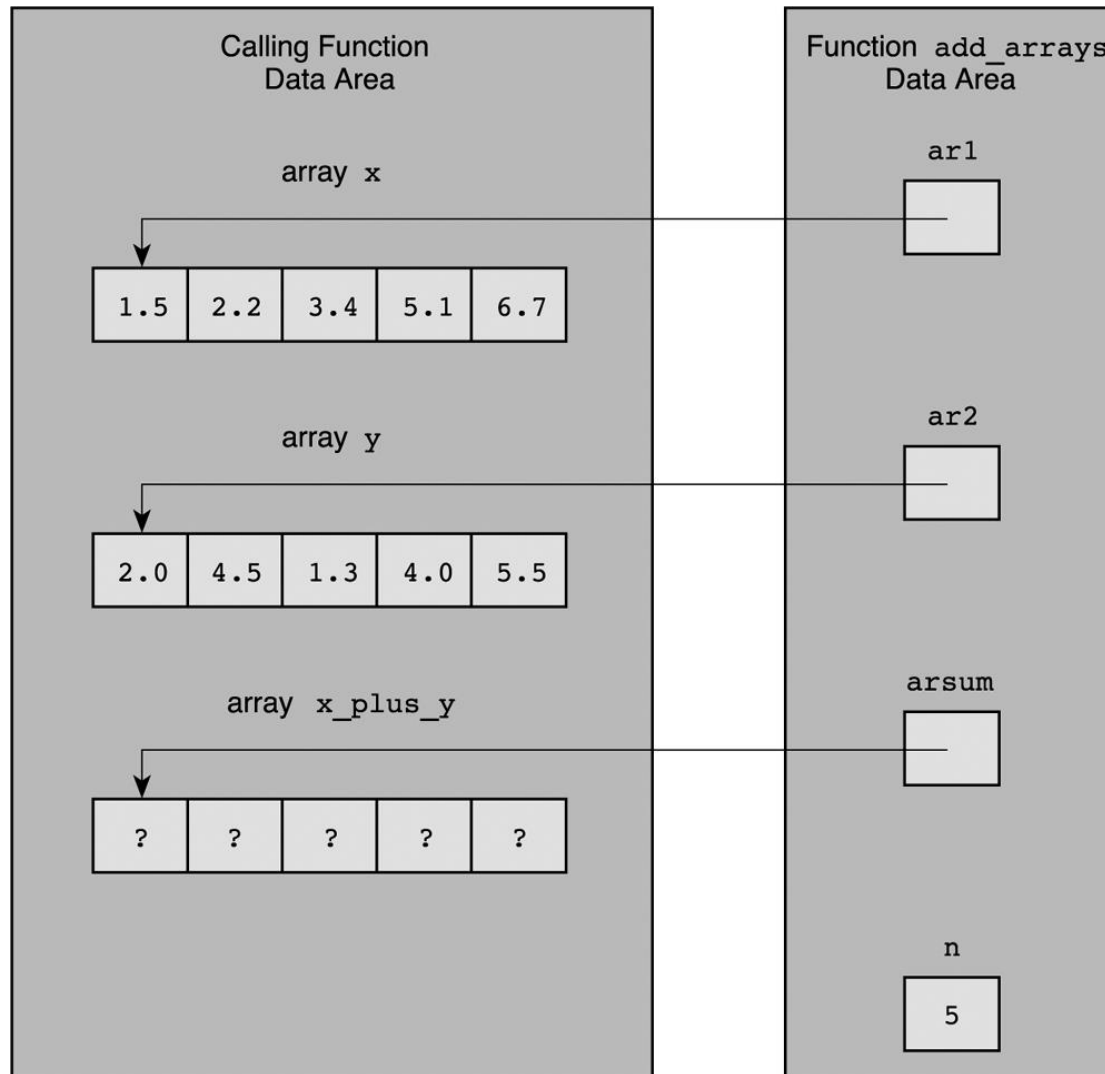 Calling Function
Data Area
array x
1.5 2.2 3.4 5.1 6.7
array y
2.0 4.5 1.3 4.0 5.5
array x_plus_y
? ? ? ? ?
Function add_arrays
Data Area
ar1
ar2
arsum
n
5